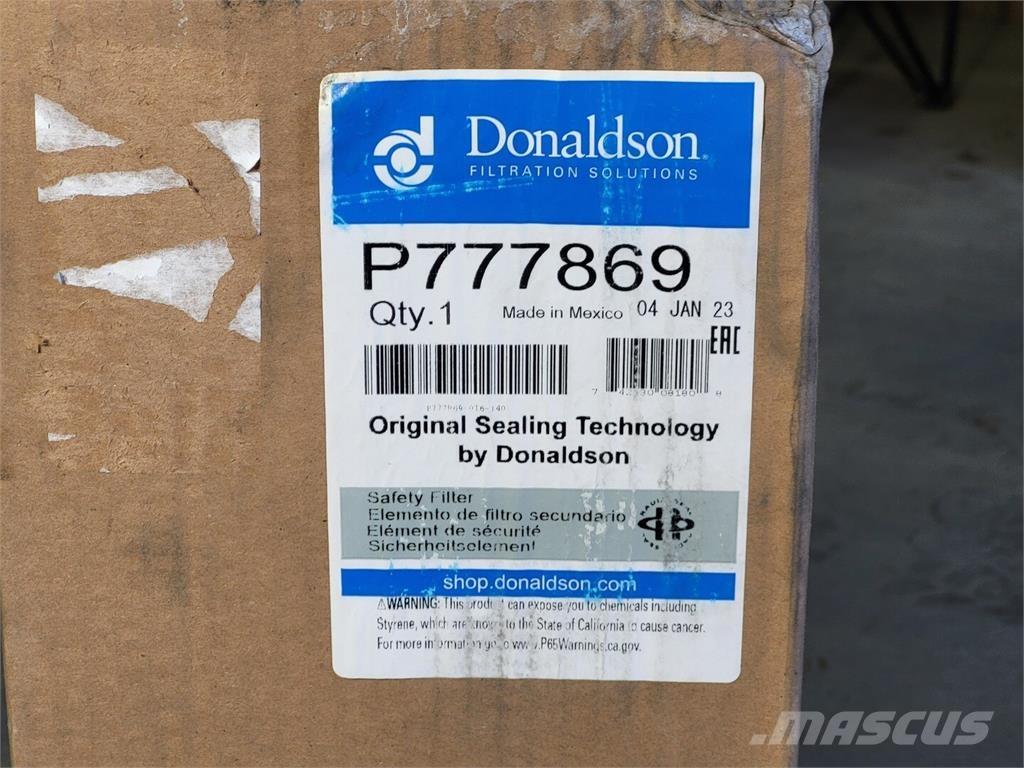 Donaldson
FILTRATION SOLUTIONS
P777869
Qty.1 Made in Mexico 04 JAN 23
EAC
Original Sealing Technology
by Donaldson
Safety Filter
Elemento de filtro secundario
Elément de sécurité
Sicherheitselement
shop.donaldson.com
⚠WARNING: This product can expose you to chemicals including
Styrene, which are known to the State of California to cause cancer.
For more information go to www.P65Warnings.ca.gov.
MASCUS